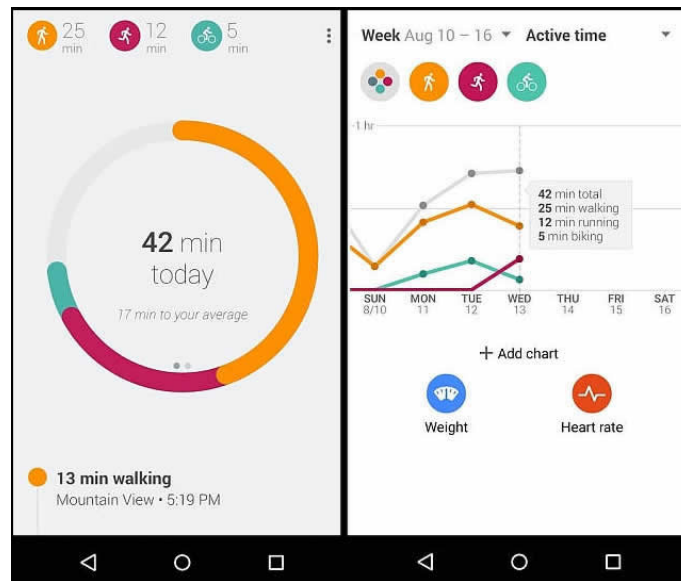 25 min
12 min
5 min
42 min
today
17 min to your average
13 min walking
Mountain View • 5:19 PM
Week Aug 10 – 16
Active time
1 hr
42 min total
25 min walking
12 min running
5 min biking
SUN MON TUE WED THU FRI SAT
8/10 11 12 13 14 15 16
+ Add chart
Weight
Heart rate